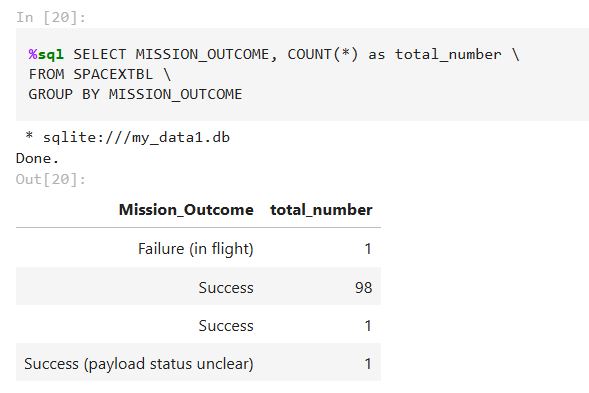 In [20]:
%sql SELECT MISSION_OUTCOME, COUNT(*) as total_number \
FROM SPACEXTBL \
GROUP BY MISSION_OUTCOME
* sqlite:///my_data1.db
Done.
Out[20]:
Mission_Outcome total_number
Failure (in flight) 1
Success 98
Success 1
Success (payload status unclear) 1